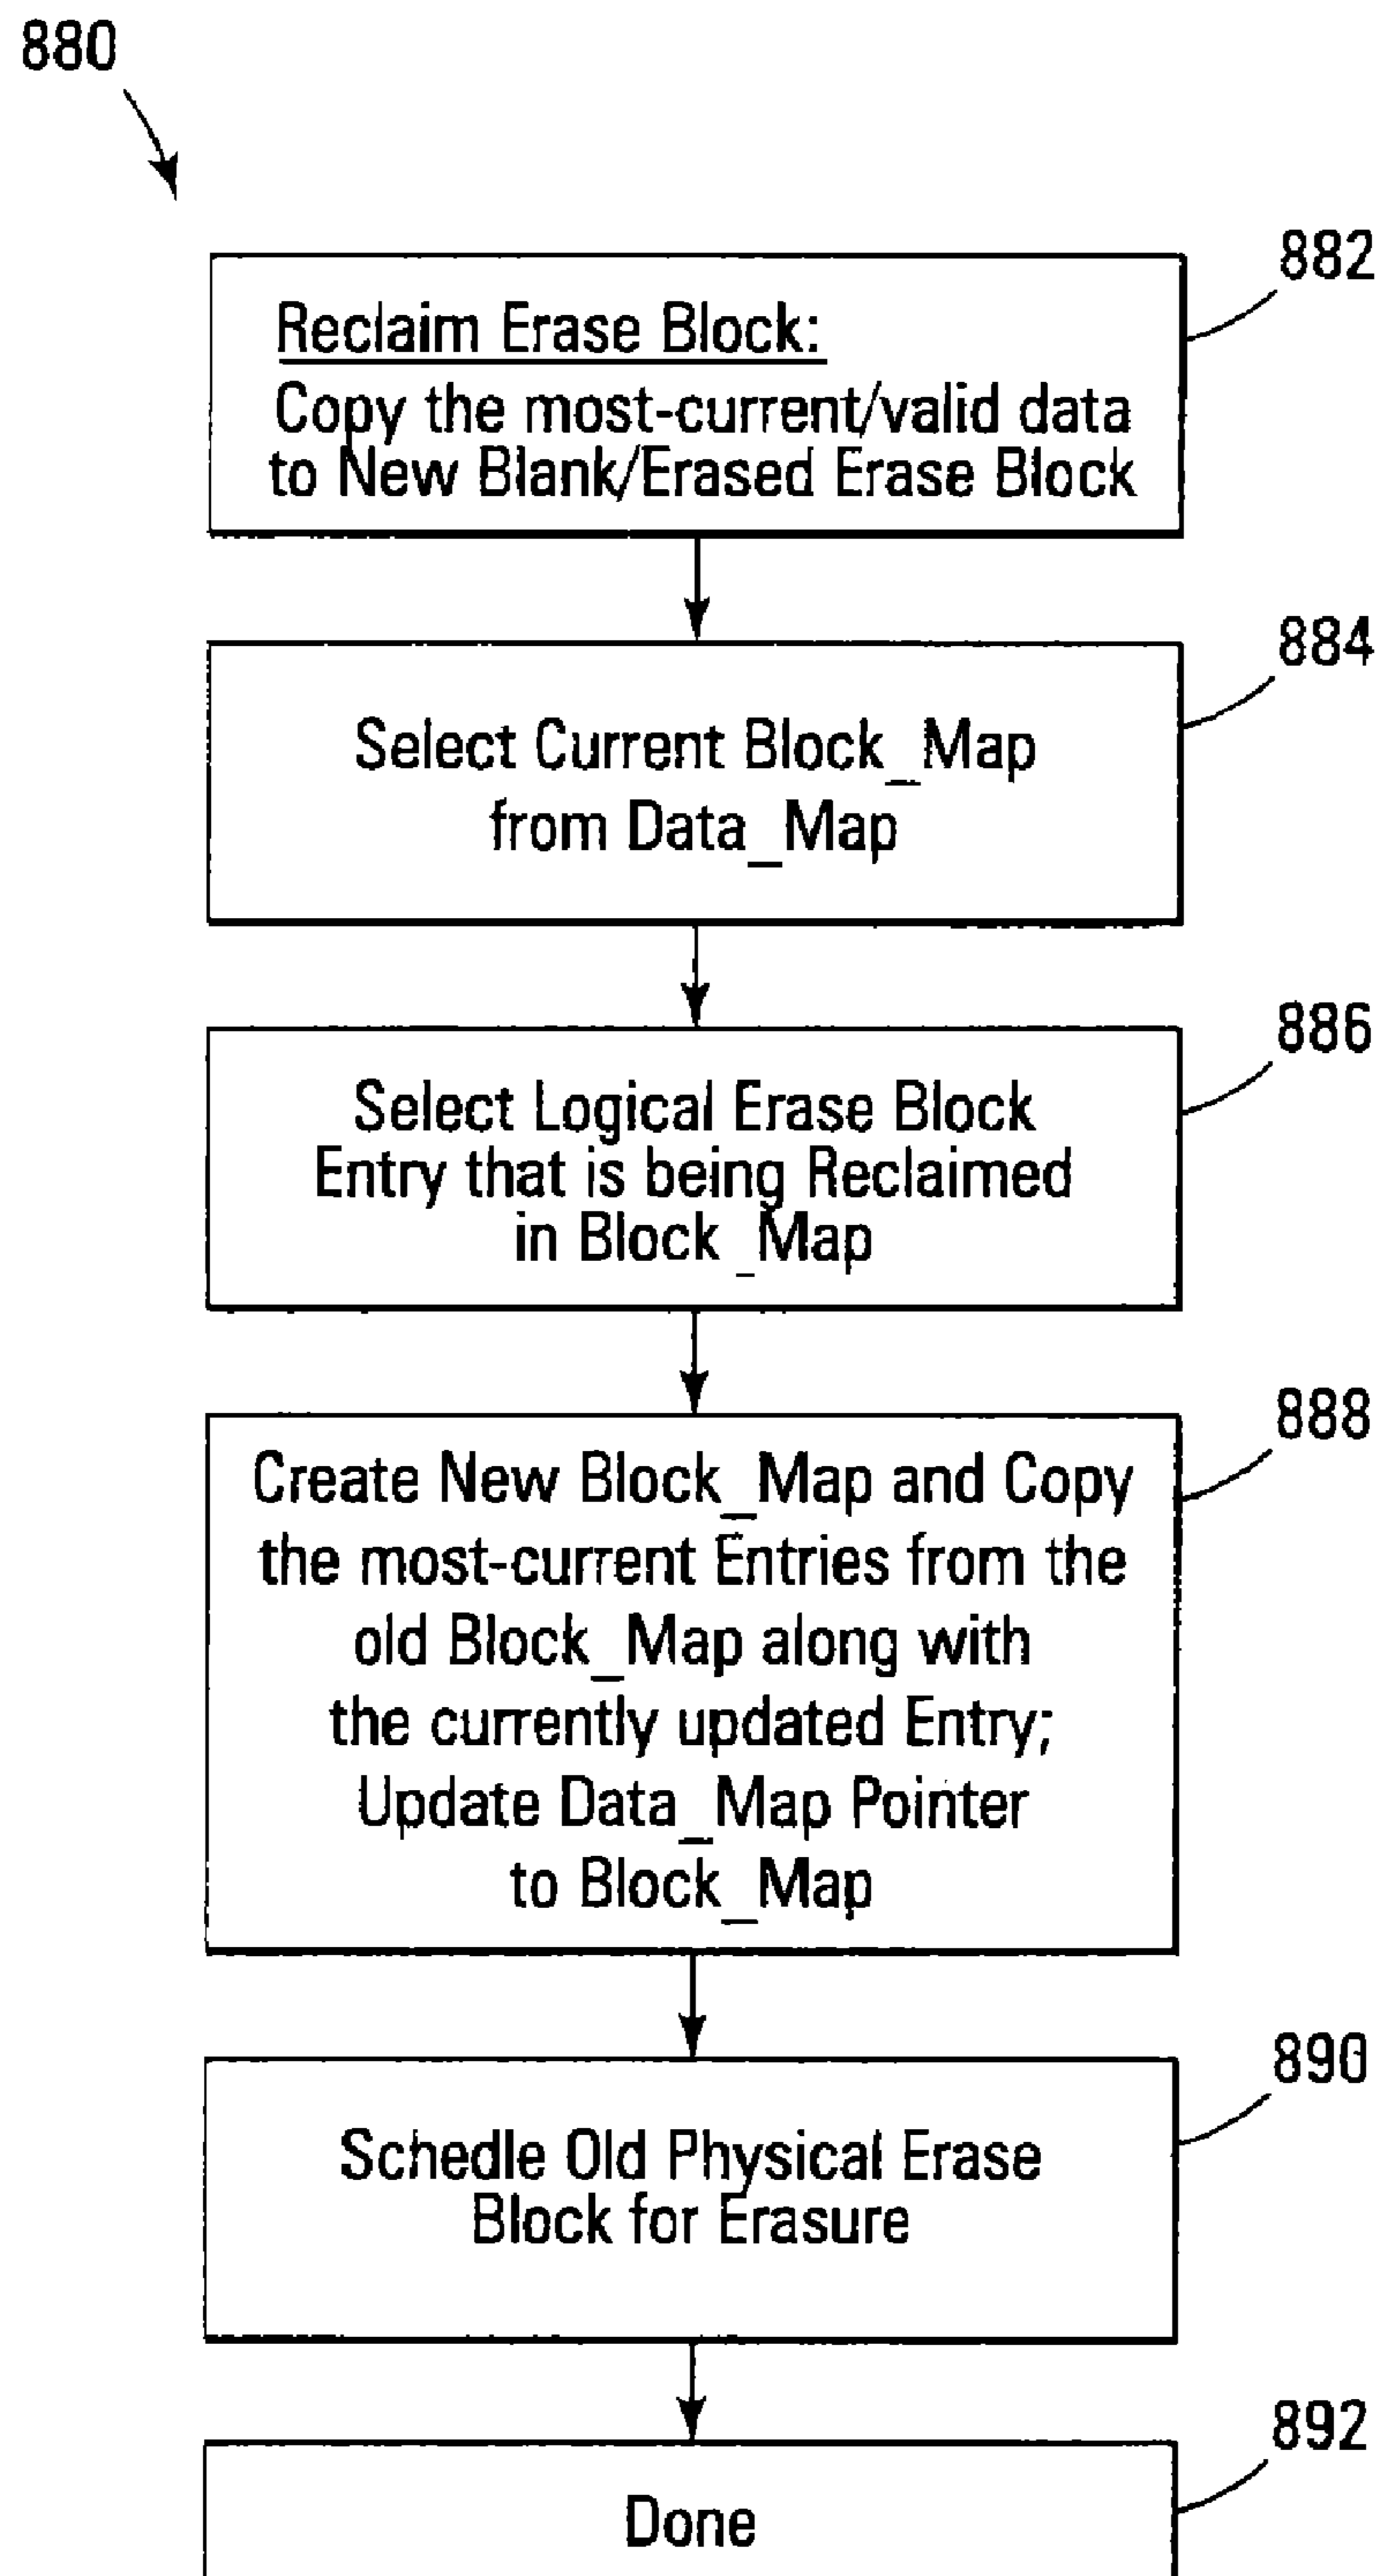 880
882
Reclaim Erase Block:
Copy the most-current/valid data
to New Blank/Erased Erase Block
884
Select Current Block_Map
from Data_Map
886
Select Logical Erase Block
Entry that is being Reclaimed
in Block_Map
888
Create New Block_Map and Copy
the most-current Entries from the
old Block_Map along with
the currently updated Entry;
Update Data_Map Pointer
to Block_Map
890
Schedle Old Physical Erase
Block for Erasure
892
Done